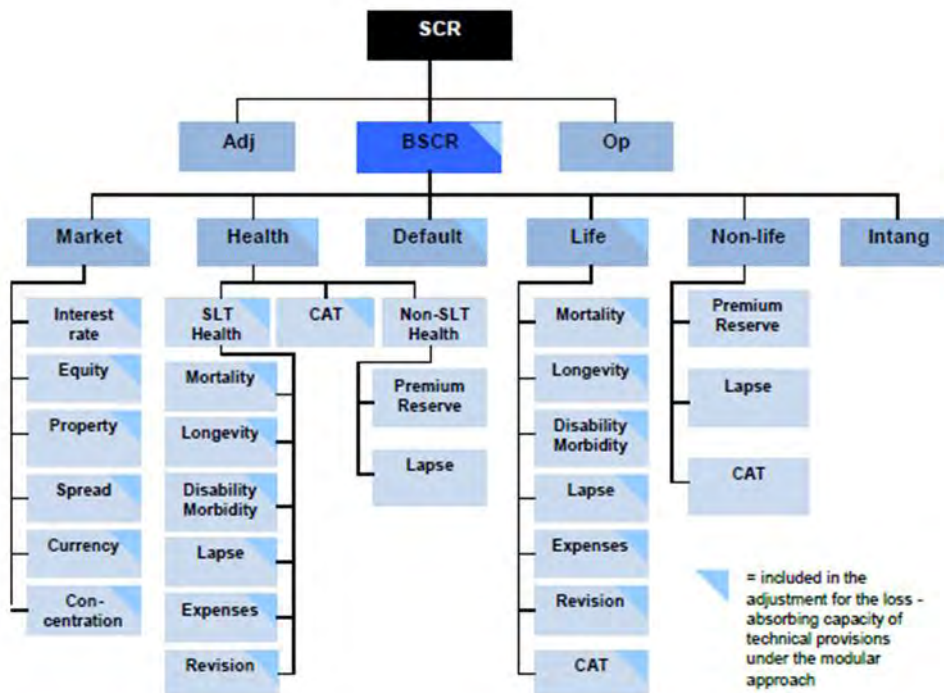 SCR
Adj
BSCR
Op
Market
Health
Default
Life
Non-life
Intang
Interest
rate
Equity
Property
Spread
Currency
Con-
centration
SLT
Health
Mortality
Longevity
Disability
Morbidity
Lapse
Expenses
Revision
CAT
Non-SLT
Health
Premium
Reserve
Lapse
Mortality
Longevity
Disability
Morbidity
Lapse
Expenses
Revision
CAT
Premium
Reserve
Lapse
CAT
= included in the
adjustment for the loss -
absorbing capacity of
technical provisions
under the modular
approach